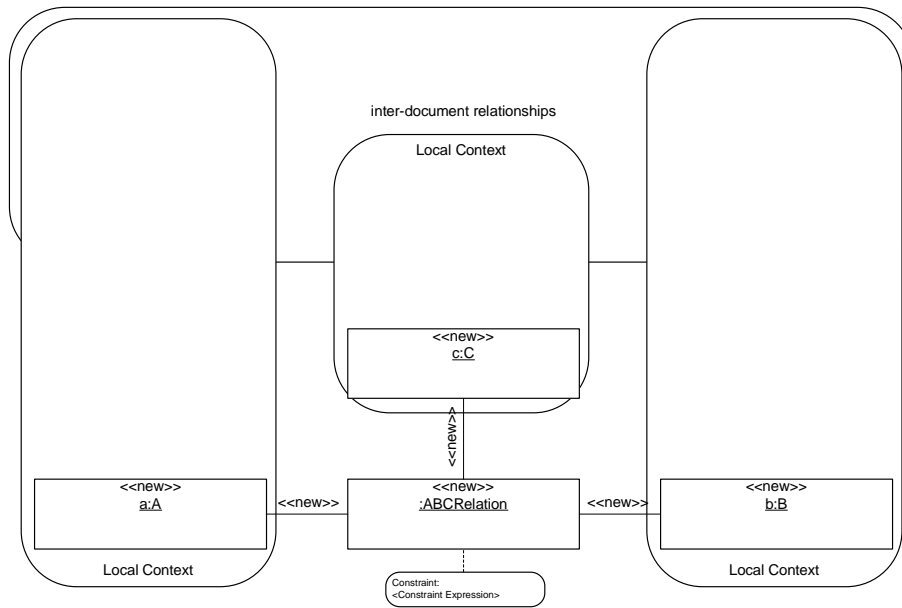 inter-document relationships
Local Context
<<new>>
c:C
<<new>>
<<new>>
a:A
<<new>>
<<new>>
:ABCRelation
<<new>>
<<new>>
b:B
Local Context
Local Context
Constraint:
<Constraint Expression>